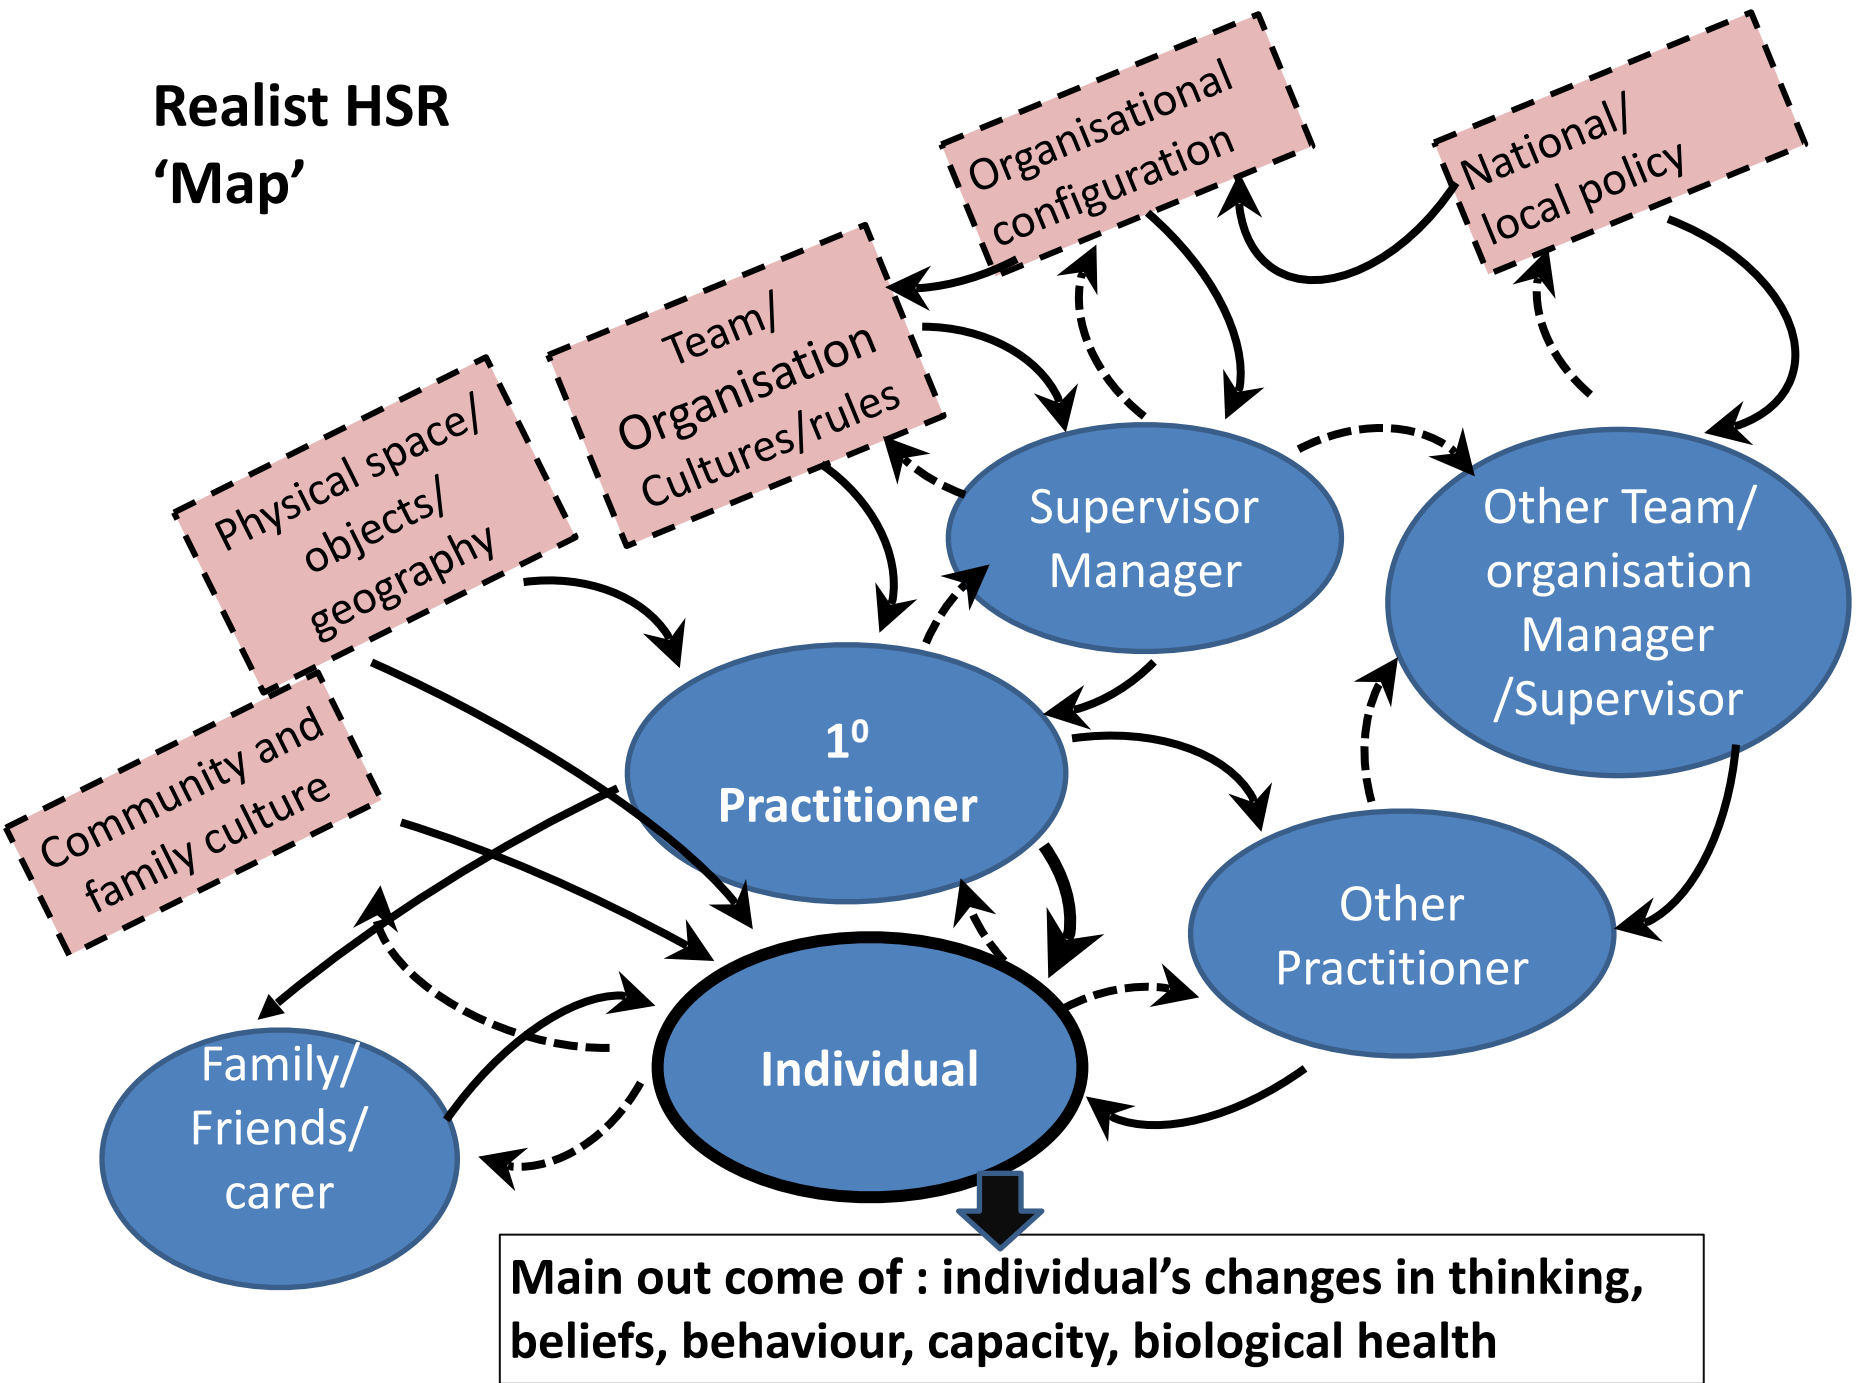 Realist HSR
‘Map’
Organisational
configuration
National/
local policy
Team/
Organisation
Cultures/rules
Physical space/
objects/
geography
Community and
family culture
Supervisor
Manager
Other Team/
organisation
Manager
/Supervisor
1⁰
Practitioner
Other
Practitioner
Individual
Family/
Friends/
carer
Main out come of : individual’s changes in thinking,
beliefs, behaviour, capacity, biological health